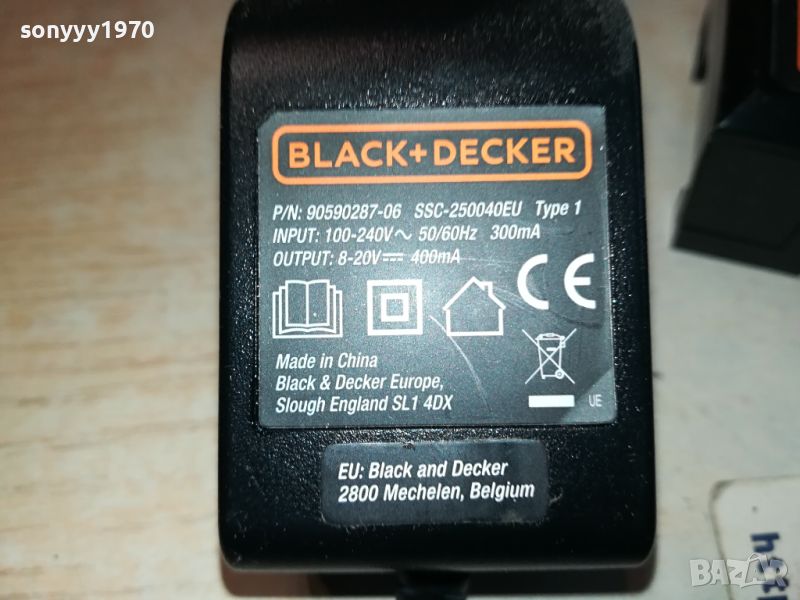 sonyyy1970
BLACK+DECKER
P/N: 90590287-06 SSC-250040EU Type 1
INPUT: 100-240V~ 50/60Hz 300mA
OUTPUT: 8-20V⎓ 400mA
CE
Made in China
Black & Decker Europe,
Slough England SL1 4DX
UE
EU: Black and Decker
2800 Mechelen, Belgium
BAZAR